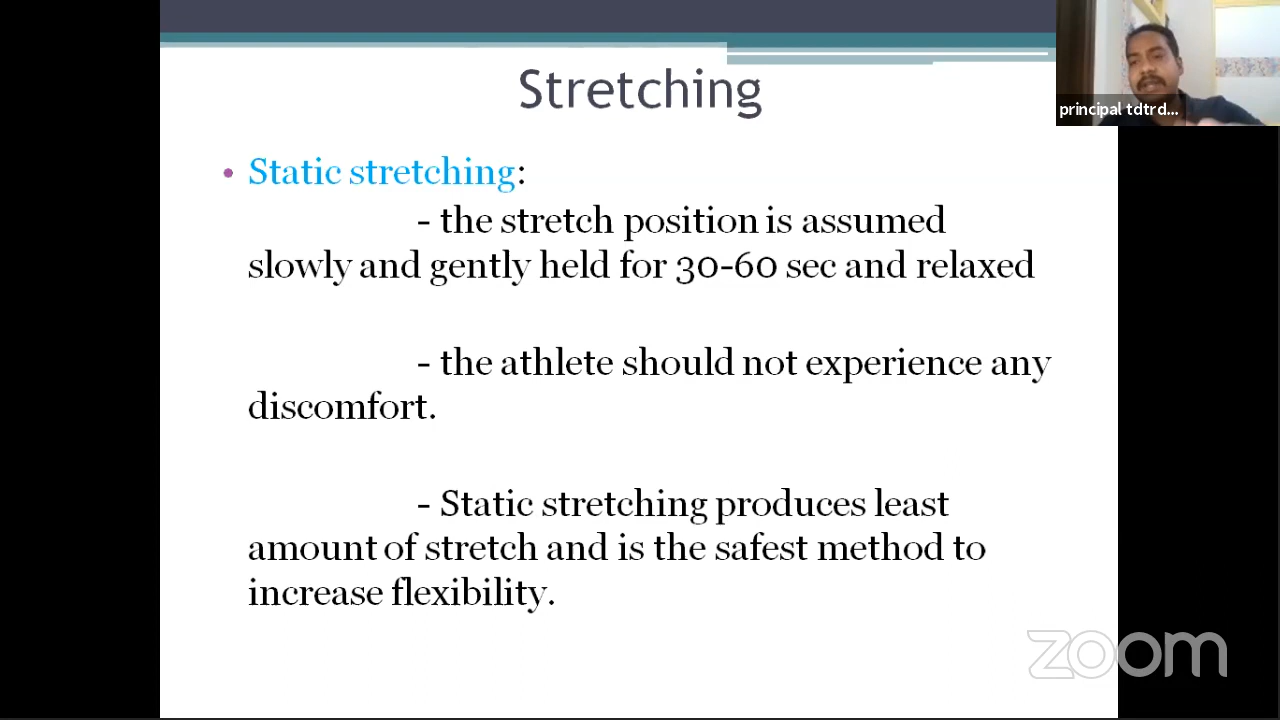 Stretching
principal tdtrd...
• Static stretching:
- the stretch position is assumed
slowly and gently held for 30-60 sec and relaxed
- the athlete should not experience any
discomfort.
- Static stretching produces least
amount of stretch and is the safest method to
increase flexibility.
zoom